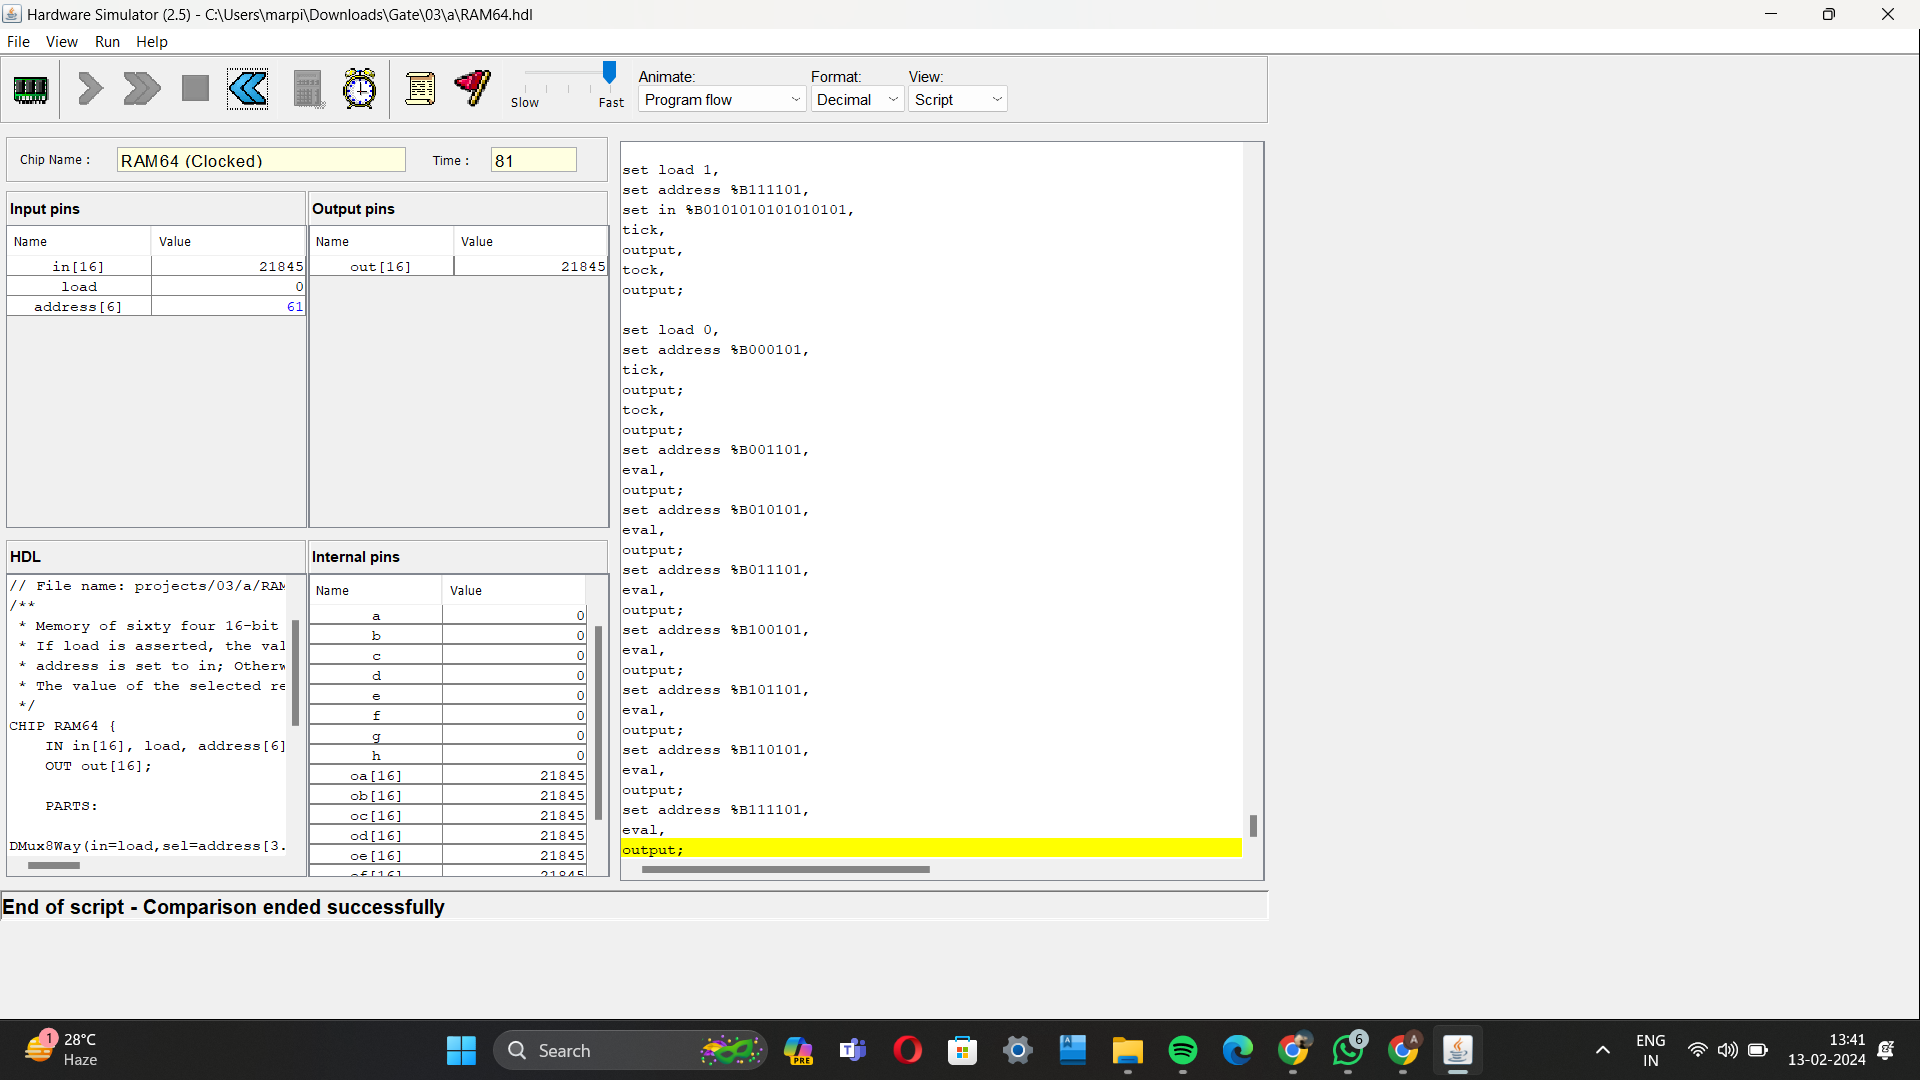 Hardware Simulator (2.5) - C:\Users\marpi\Downloads\Gate\03\a\RAM64.hdl
File View Run Help
Slow Fast
Animate: Format: View:
Program flow Decimal Script
Chip Name : RAM64 (Clocked) Time : 81
Input pins
Name Value
in[16] 21845
load 0
address[6] 61
Output pins
Name Value
out[16] 21845
HDL
// File name: projects/03/a/RAM
/**
* Memory of sixty four 16-bit
* If load is asserted, the val
* address is set to in; Otherw
* The value of the selected re
*/
CHIP RAM64 {
IN in[16], load, address[6]
OUT out[16];
PARTS:
DMux8Way(in=load,sel=address[3.
Internal pins
Name Value
a 0
b 0
c 0
d 0
e 0
f 0
g 0
h 0
oa[16] 21845
ob[16] 21845
oc[16] 21845
od[16] 21845
oe[16] 21845
of[16] 21845
set load 1,
set address %B111101,
set in %B0101010101010101,
tick,
output,
tock,
output;
set load 0,
set address %B000101,
tick,
output;
tock,
output;
set address %B001101,
eval,
output;
set address %B010101,
eval,
output;
set address %B011101,
eval,
output;
set address %B100101,
eval,
output;
set address %B101101,
eval,
output;
set address %B110101,
eval,
output;
set address %B111101,
eval,
output;
End of script - Comparison ended successfully
1
28°C
Haze
Search
PRE
6
A
ENG
IN
13:41
13-02-2024